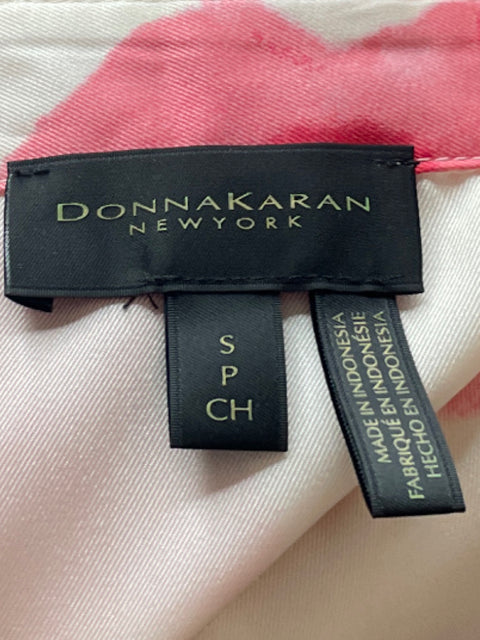 DONNAKARAN
NEWYORK
S
P
CH
MADE IN INDONESIA
FABRIQUÉ EN INDONÉSIE
HECHO EN INDONESIA